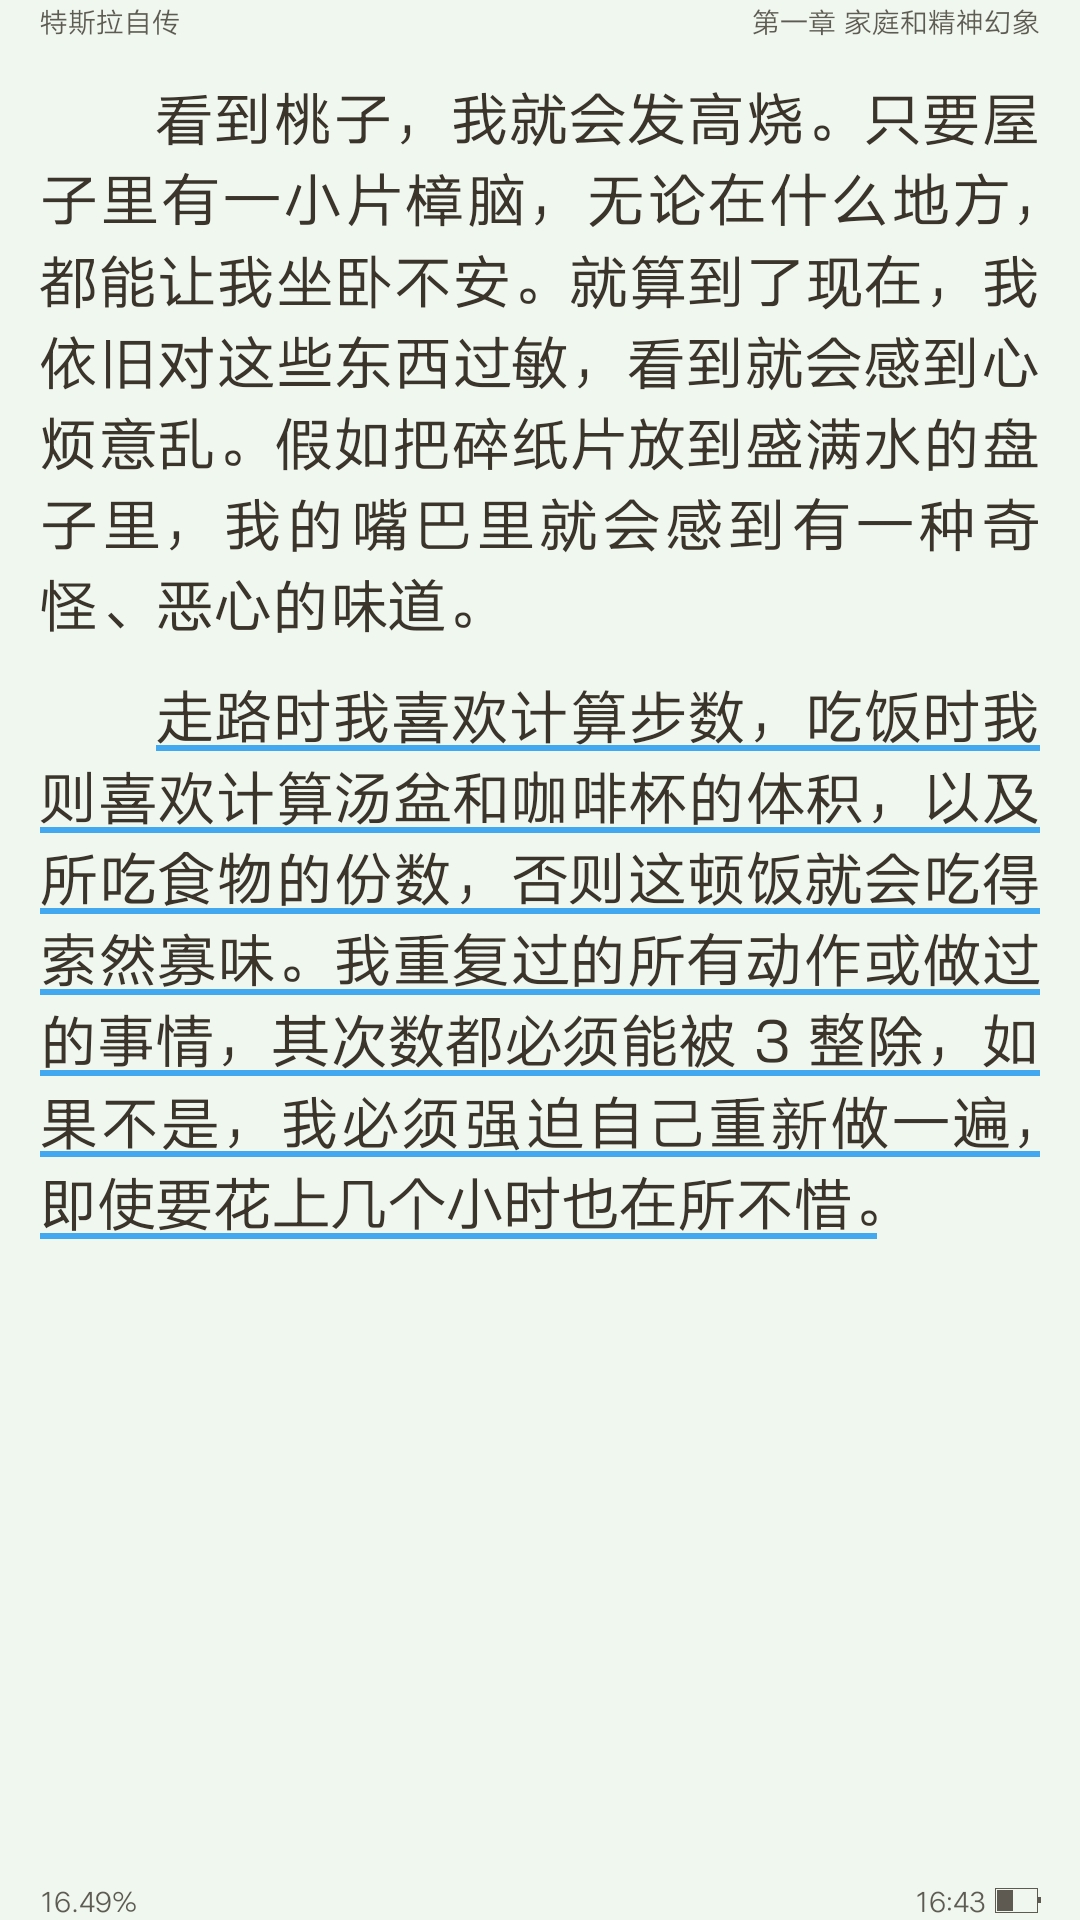 特斯拉自传
第一章 家庭和精神幻象
看到桃子，我就会发高烧。只要屋
子里有一小片樟脑，无论在什么地方，
都能让我坐卧不安。就算到了现在，我
依旧对这些东西过敏，看到就会感到心
烦意乱。假如把碎纸片放到盛满水的盘
子里，我的嘴巴里就会感到有一种奇
怪、恶心的味道。
走路时我喜欢计算步数，吃饭时我
则喜欢计算汤盆和咖啡杯的体积，以及
所吃食物的份数，否则这顿饭就会吃得
索然寡味。我重复过的所有动作或做过
的事情，其次数都必须能被 3 整除，如
果不是，我必须强迫自己重新做一遍，
即使要花上几个小时也在所不惜。
16.49%
16:43